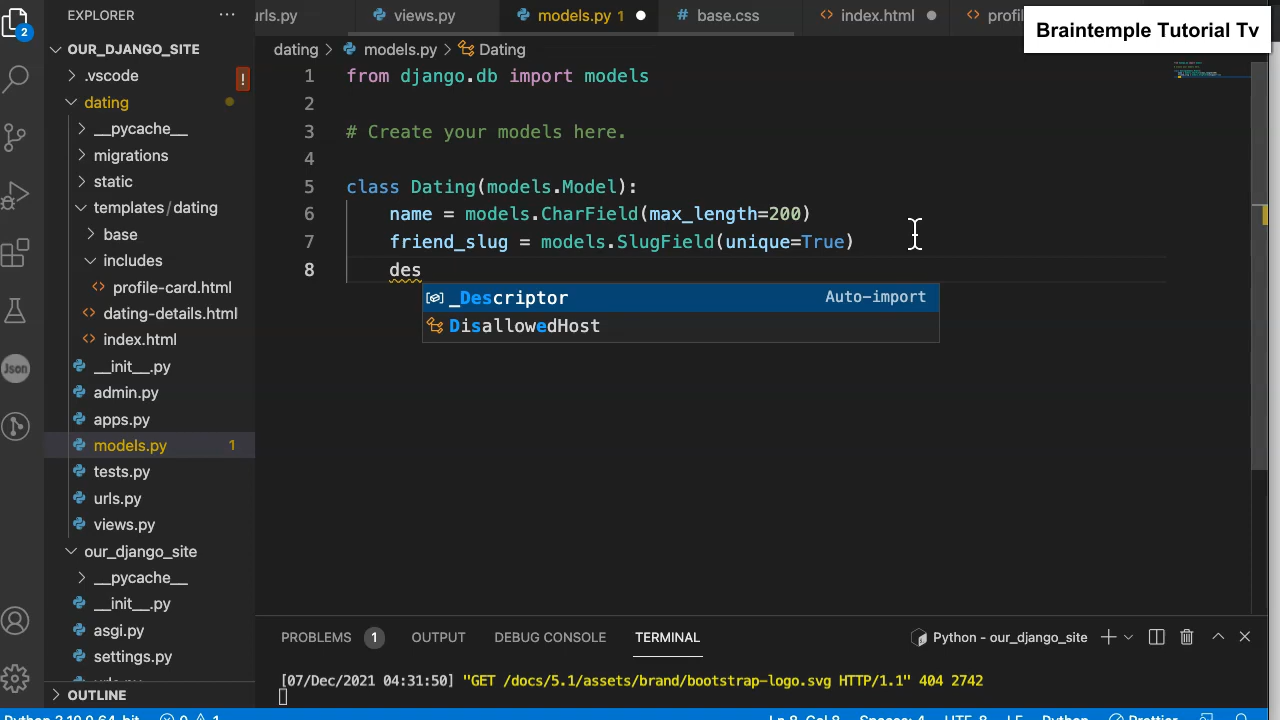 EXPLORER
urls.py
views.py
models.py 1
base.css
index.html
Braintemple Tutorial Tv
2
OUR_DJANGO_SITE
dating > models.py > Dating
.vscode
!
dating
__pycache__
migrations
static
templates/dating
base
includes
profile-card.html
dating-details.html
index.html
__init__.py
admin.py
apps.py
models.py 1
tests.py
urls.py
views.py
our_django_site
__pycache__
__init__.py
asgi.py
settings.py
OUTLINE
Json
1 from django.db import models
2
3 # Create your models here.
4
5 class Dating(models.Model):
6 name = models.CharField(max_length=200)
7 friend_slug = models.SlugField(unique=True)
8 des
_Descriptor Auto-import
DisallowedHost
PROBLEMS 1 OUTPUT DEBUG CONSOLE TERMINAL Python - our_django_site
[07/Dec/2021 04:31:50] "GET /docs/5.1/assets/brand/bootstrap-logo.svg HTTP/1.1" 404 2742